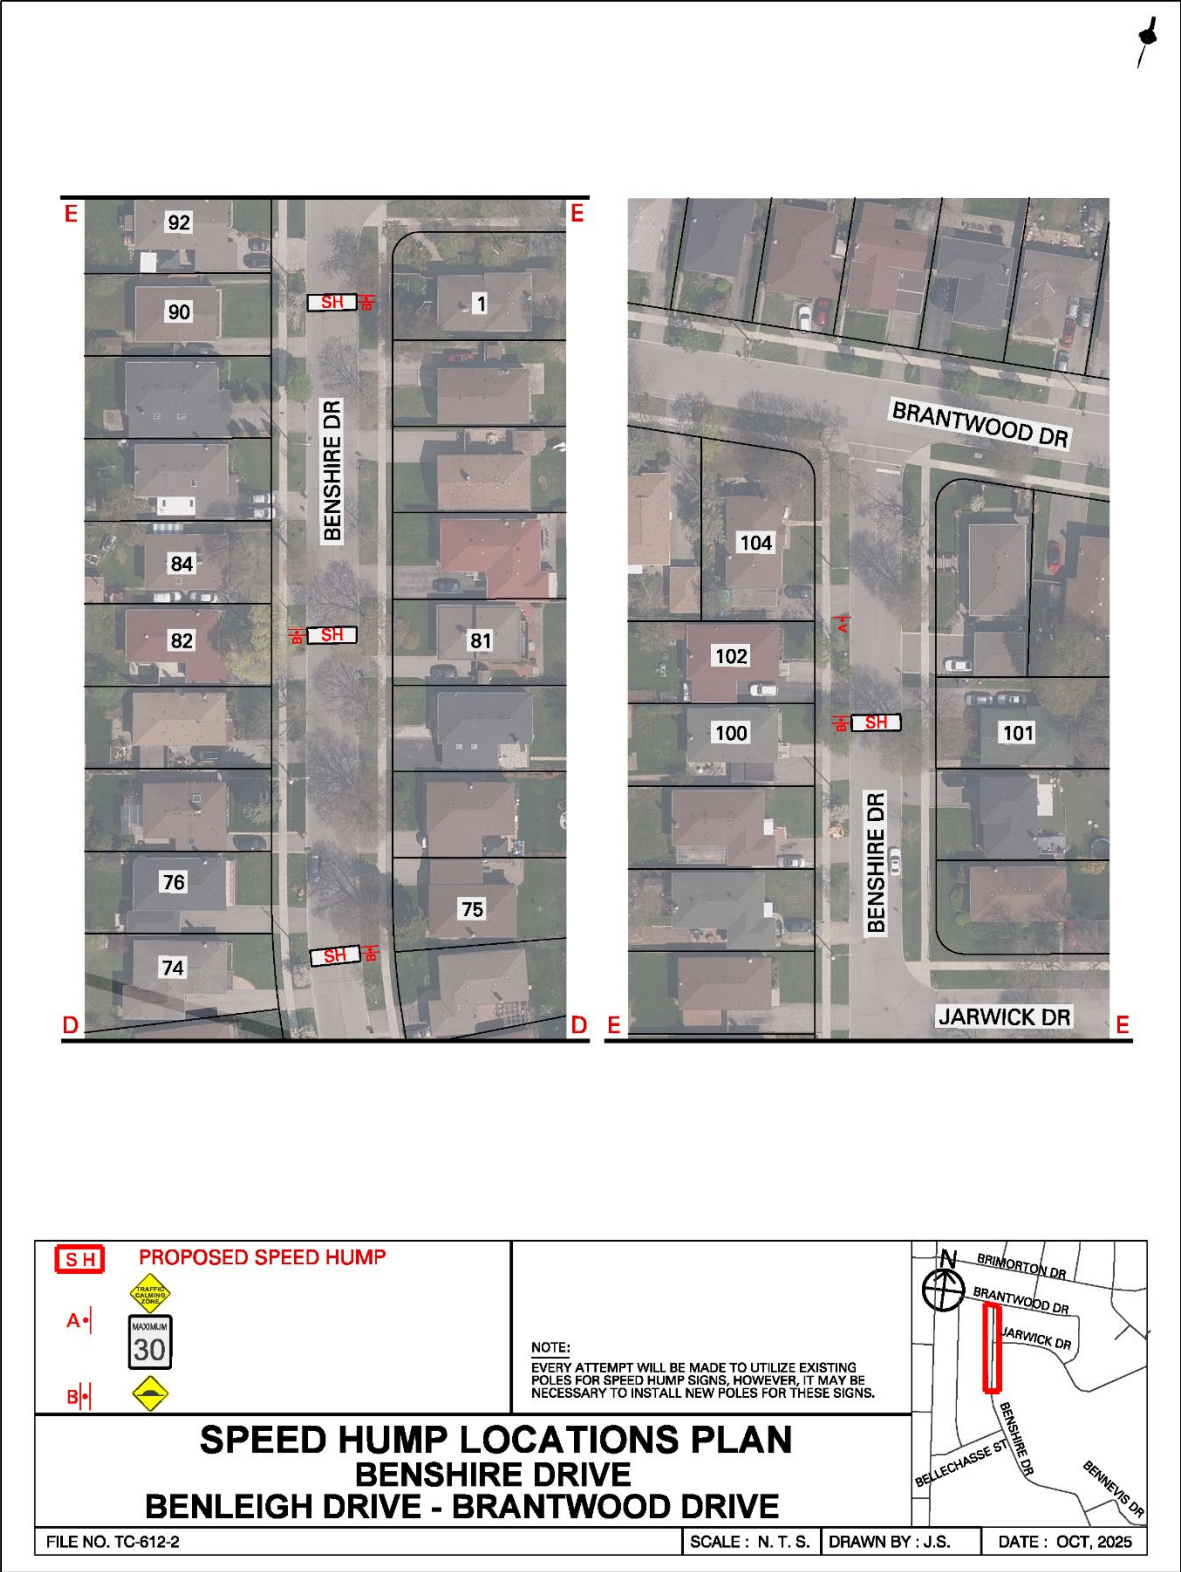 E
E
92
90
SH
B
1
BENSHIRE DR
84
82
B
SH
81
76
75
74
SH
B
D
D
BRANTWOOD DR
104
A
102
100
B
SH
101
BENSHIRE DR
JARWICK DR
E
E
SH PROPOSED SPEED HUMP
TRAFFIC
CALMING
ZONE
A
MAXIMUM
30
B
NOTE:
EVERY ATTEMPT WILL BE MADE TO UTILIZE EXISTING
POLES FOR SPEED HUMP SIGNS, HOWEVER, IT MAY BE
NECESSARY TO INSTALL NEW POLES FOR THESE SIGNS.
N
BRIMORTON DR
BRANTWOOD DR
JARWICK DR
BENSHIRE DR
BELLECHASSE ST
BENNEVIS DR
SPEED HUMP LOCATIONS PLAN
BENSHIRE DRIVE
BENLEIGH DRIVE - BRANTWOOD DRIVE
FILE NO. TC-612-2
SCALE : N. T. S.
DRAWN BY : J.S.
DATE : OCT, 2025